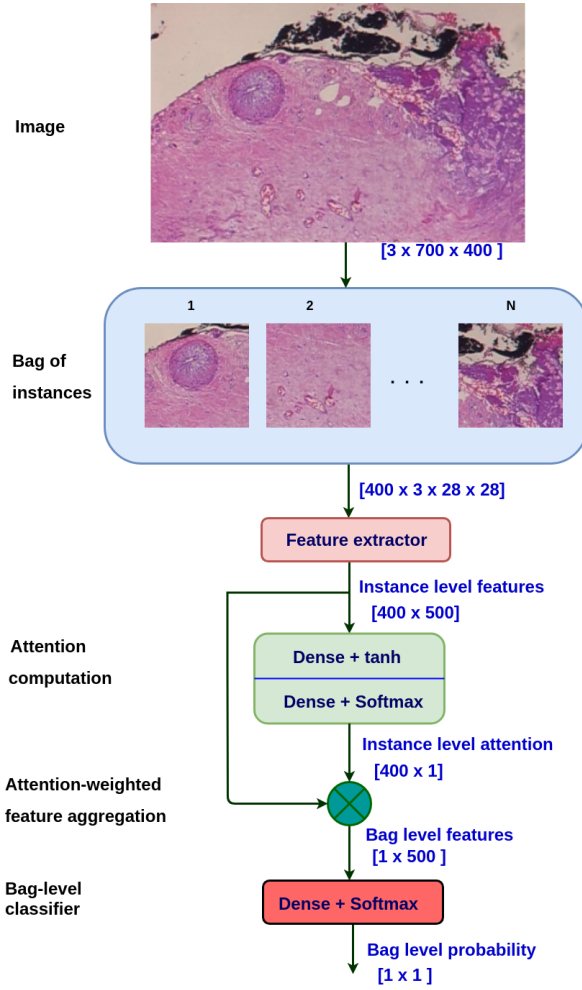 Image
[3 x 700 x 400 ]
1
2
N
Bag of
instances
. . .
[400 x 3 x 28 x 28]
Feature extractor
Instance level features
[400 x 500]
Attention
computation
Dense + tanh
Dense + Softmax
Instance level attention
[400 x 1]
Attention-weighted
feature aggregation
Bag level features
[1 x 500 ]
Bag-level
classifier
Dense + Softmax
Bag level probability
[1 x 1 ]